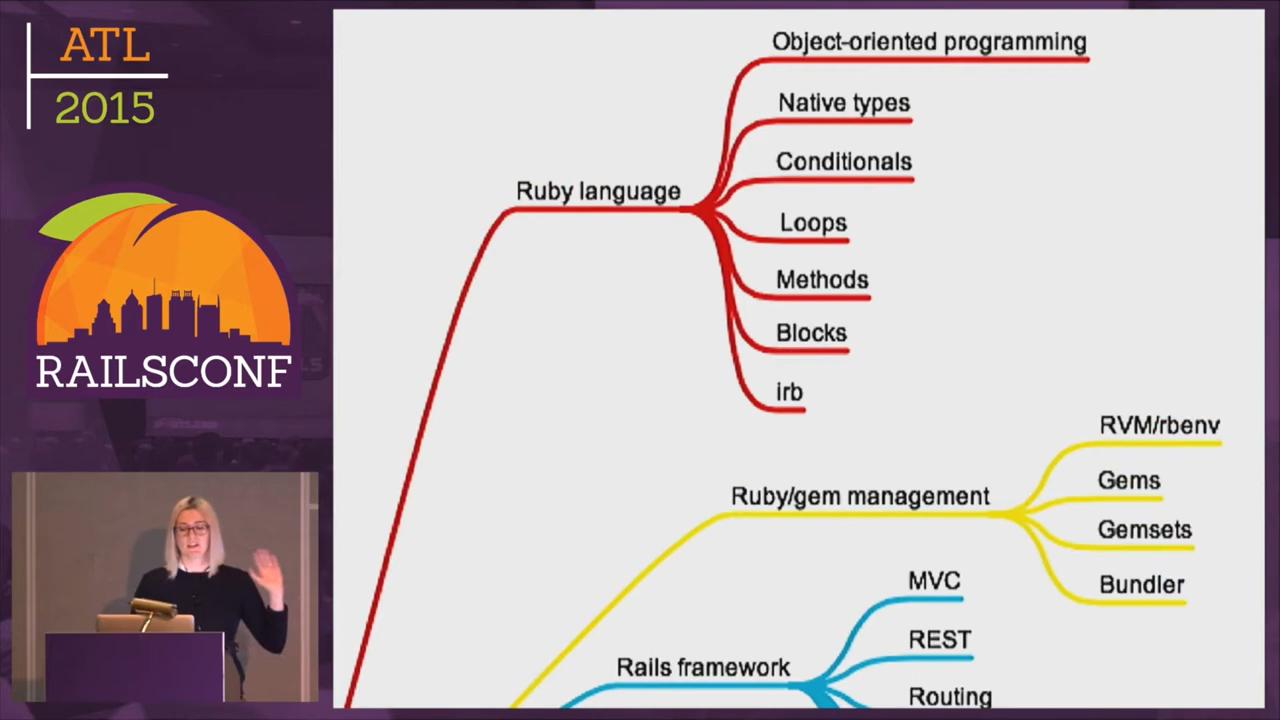 ATL
2015
RAILSCONF
Object-oriented programming
Native types
Conditionals
Ruby language
Loops
Methods
Blocks
irb
RVM/rbenv
Gems
Ruby/gem management
Gemsets
Bundler
MVC
REST
Rails framework
Routing